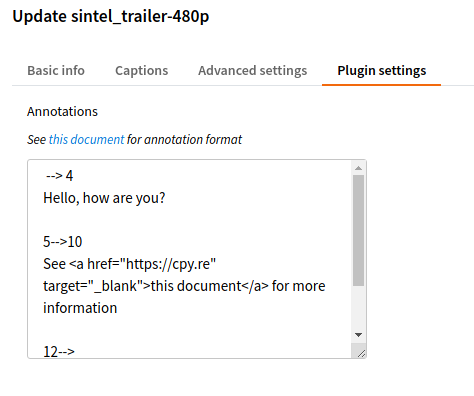 Update sintel_trailer-480p
Basic info Captions Advanced settings Plugin settings
Annotations
See this document for annotation format
--> 4
Hello, how are you?
5-->10
See <a href="https://cpy.re"
target="_blank">this document</a> for more
information
12-->